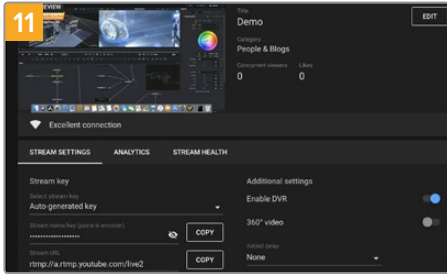 11
Title
Demo
EDIT
Category
People & Blogs
Concurrent viewers Likes
0 0
Excellent connection
STREAM SETTINGS ANALYTICS STREAM HEALTH
Stream key
Select stream key
Auto-generated key
Stream name/key (paste in encoder)
COPY
Stream URL
rtmp://a.rtmp.youtube.com/live2
COPY
Additional settings
Enable DVR
360° video
Added delay
None